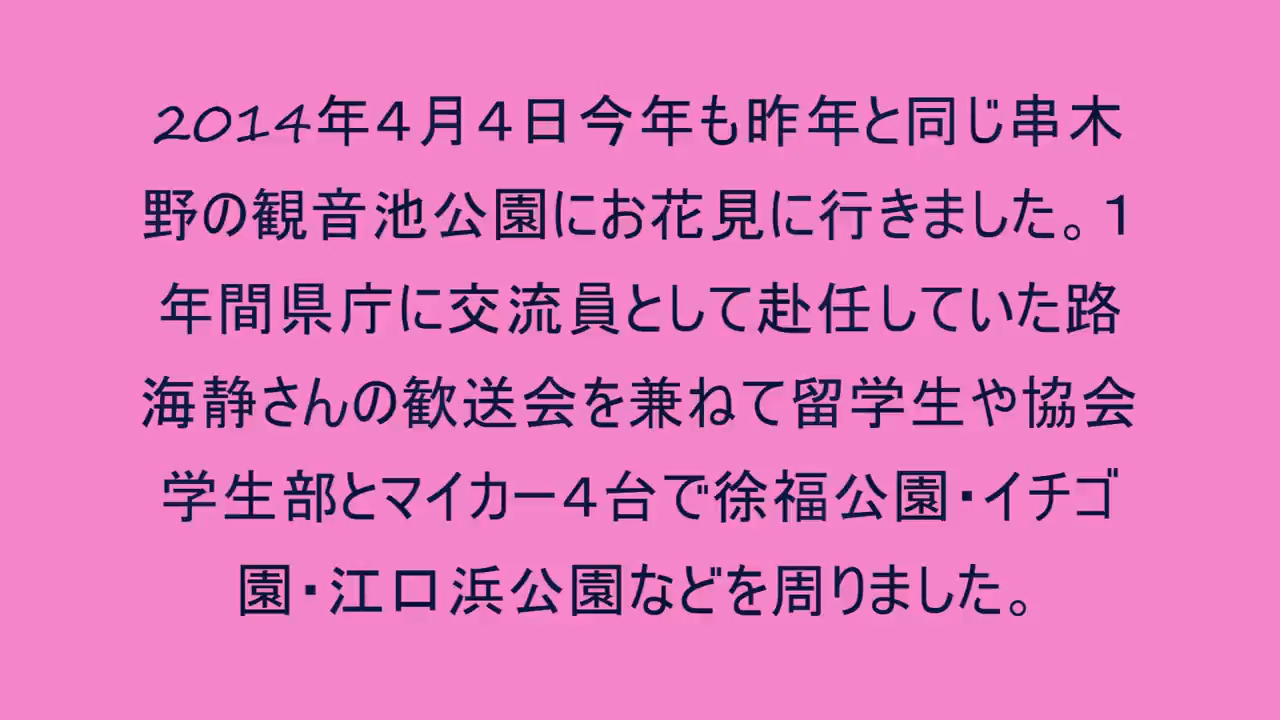 2014年４月４日今年も昨年と同じ串木
野の観音池公園にお花見に行きました。１
年間県庁に交流員として赴任していた路
海静さんの歓送会を兼ねて留学生や協会
学生部とマイカー４台で徐福公園・イチゴ
園・江口浜公園などを周りました。